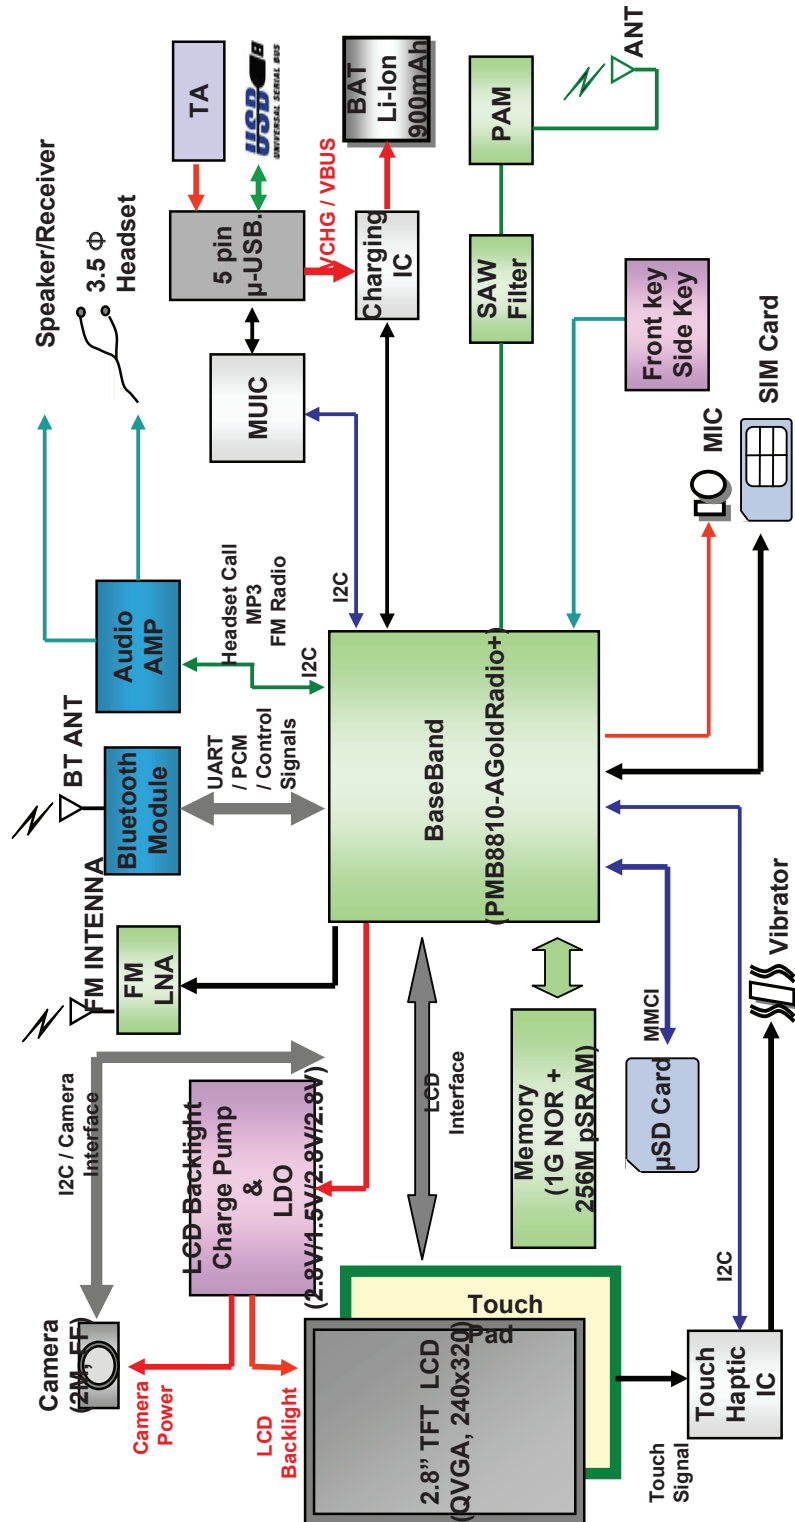 Camera
(2M, FF)
I2C / Camera
Interface
FM INTENNA
BT ANT
Speaker/Receiver
3.5 Φ
Headset
TA
USB
UNIVERSAL SERIAL BUS
Camera
Power
LCD
Backlight
LCD Backlight
Charge Pump
&
LDO
(2.8V/1.5V/2.8V/2.8V)
FM
LNA
Bluetooth
Module
Audio
AMP
UART
/ PCM
/ Control
Signals
Headset Call
MP3
FM Radio
I2C
MUIC
I2C
5 pin
μ-USB.
VCHG / VBUS
Charging
IC
BAT
Li-Ion
900mAh
2.8” TFT LCD
(QVGA, 240x320)
Touch
Pad
LCD
Interface
BaseBand
(PMB8810-AGoldRadio+)
SAW
Filter
PAM
ANT
Memory
(1G NOR +
256M pSRAM)
Front key
Side Key
MMCI
μSD Card
MIC
SIM Card
Touch
Signal
Touch
Haptic
IC
I2C
Vibrator